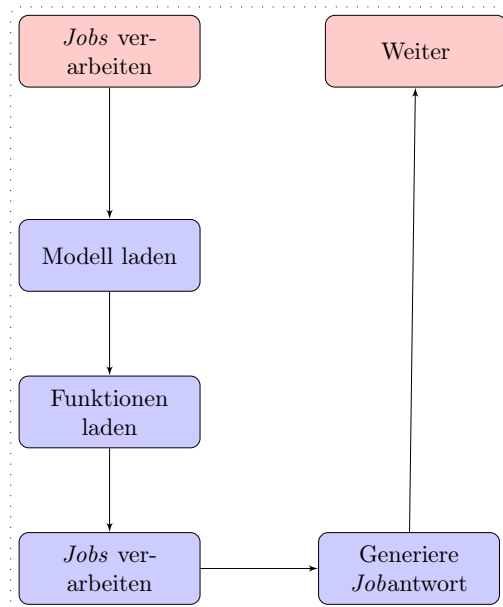 Jobs ver-
arbeiten
Weiter
Modell laden
Funktionen
laden
Jobs ver-
arbeiten
Generiere
Jobantwort